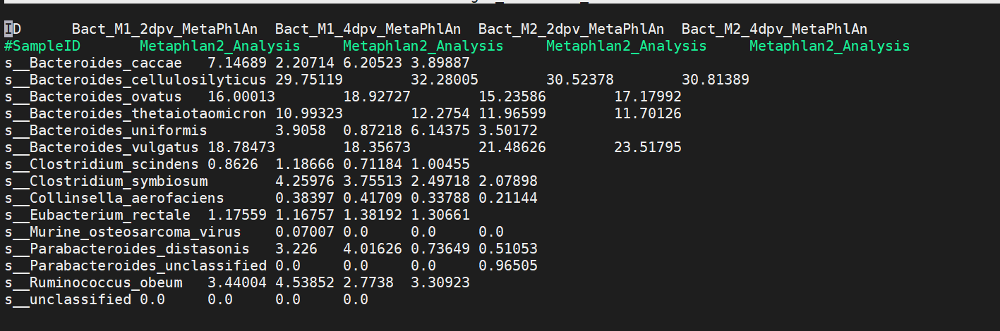 ID Bact_M1_2dpv_MetaPhlAn Bact_M1_4dpv_MetaPhlAn Bact_M2_2dpv_MetaPhlAn Bact_M2_4dpv_MetaPhlAn
#SampleID Metaphlan2_Analysis Metaphlan2_Analysis Metaphlan2_Analysis Metaphlan2_Analysis
s__Bacteroides_caccae 7.14689 2.20714 6.20523 3.89887
s__Bacteroides_cellulosilyticus 29.75119 32.28005 30.52378 30.81389
s__Bacteroides_ovatus 16.00013 18.92727 15.23586 17.17992
s__Bacteroides_thetaiotaomicron 10.99323 12.2754 11.96599 11.70126
s__Bacteroides_uniformis 3.9058 0.87218 6.14375 3.50172
s__Bacteroides_vulgatus 18.78473 18.35673 21.48626 23.51795
s__Clostridium_scindens 0.8626 1.18666 0.71184 1.00455
s__Clostridium_symbiosum 4.25976 3.75513 2.49718 2.07898
s__Collinsella_aerofaciens 0.38397 0.41709 0.33788 0.21144
s__Eubacterium_rectale 1.17559 1.16757 1.38192 1.30661
s__Murine_osteosarcoma_virus 0.07007 0.0 0.0 0.0
s__Parabacteroides_distasonis 3.226 4.01626 0.73649 0.51053
s__Parabacteroides_unclassified 0.0 0.0 0.0 0.96505
s__Ruminococcus_obeum 3.44004 4.53852 2.7738 3.30923
s__unclassified 0.0 0.0 0.0 0.0